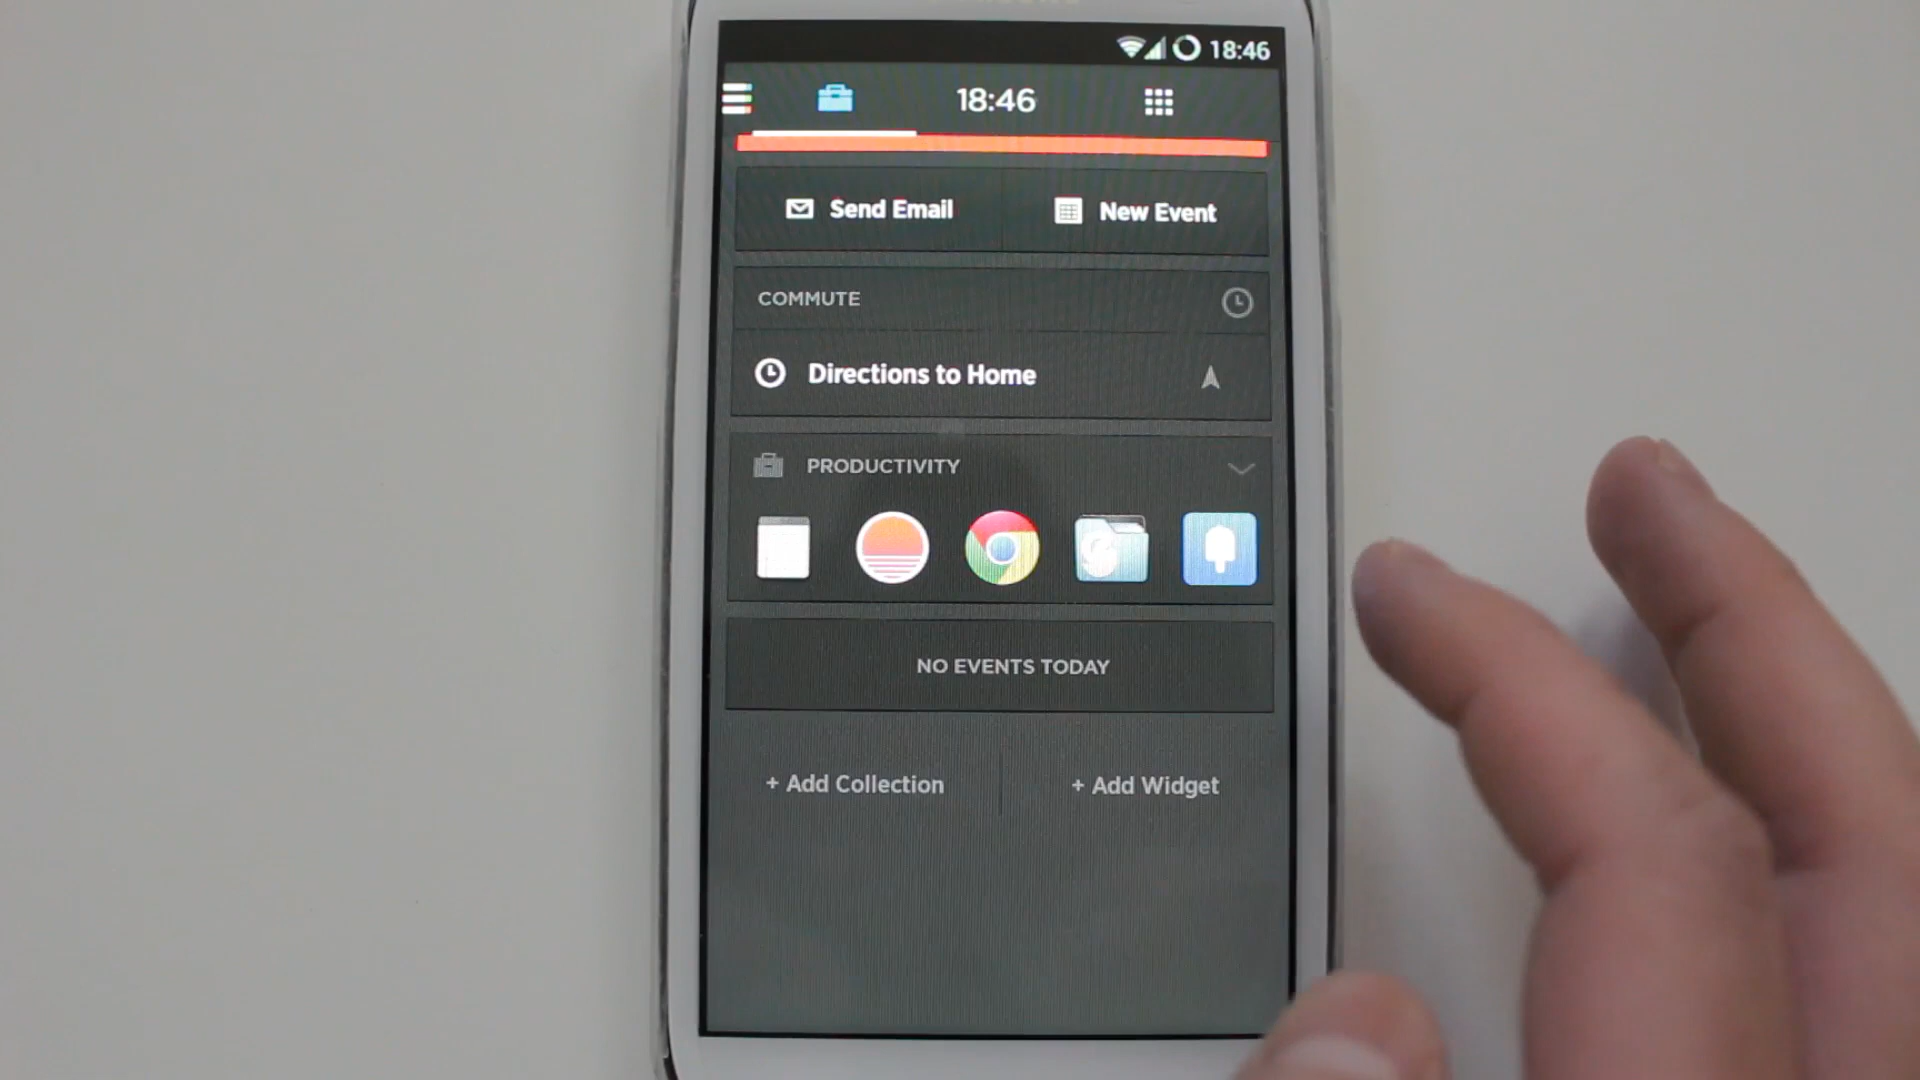 18:46
18:46
Send Email
New Event
COMMUTE
Directions to Home
PRODUCTIVITY
NO EVENTS TODAY
+ Add Collection
+ Add Widget